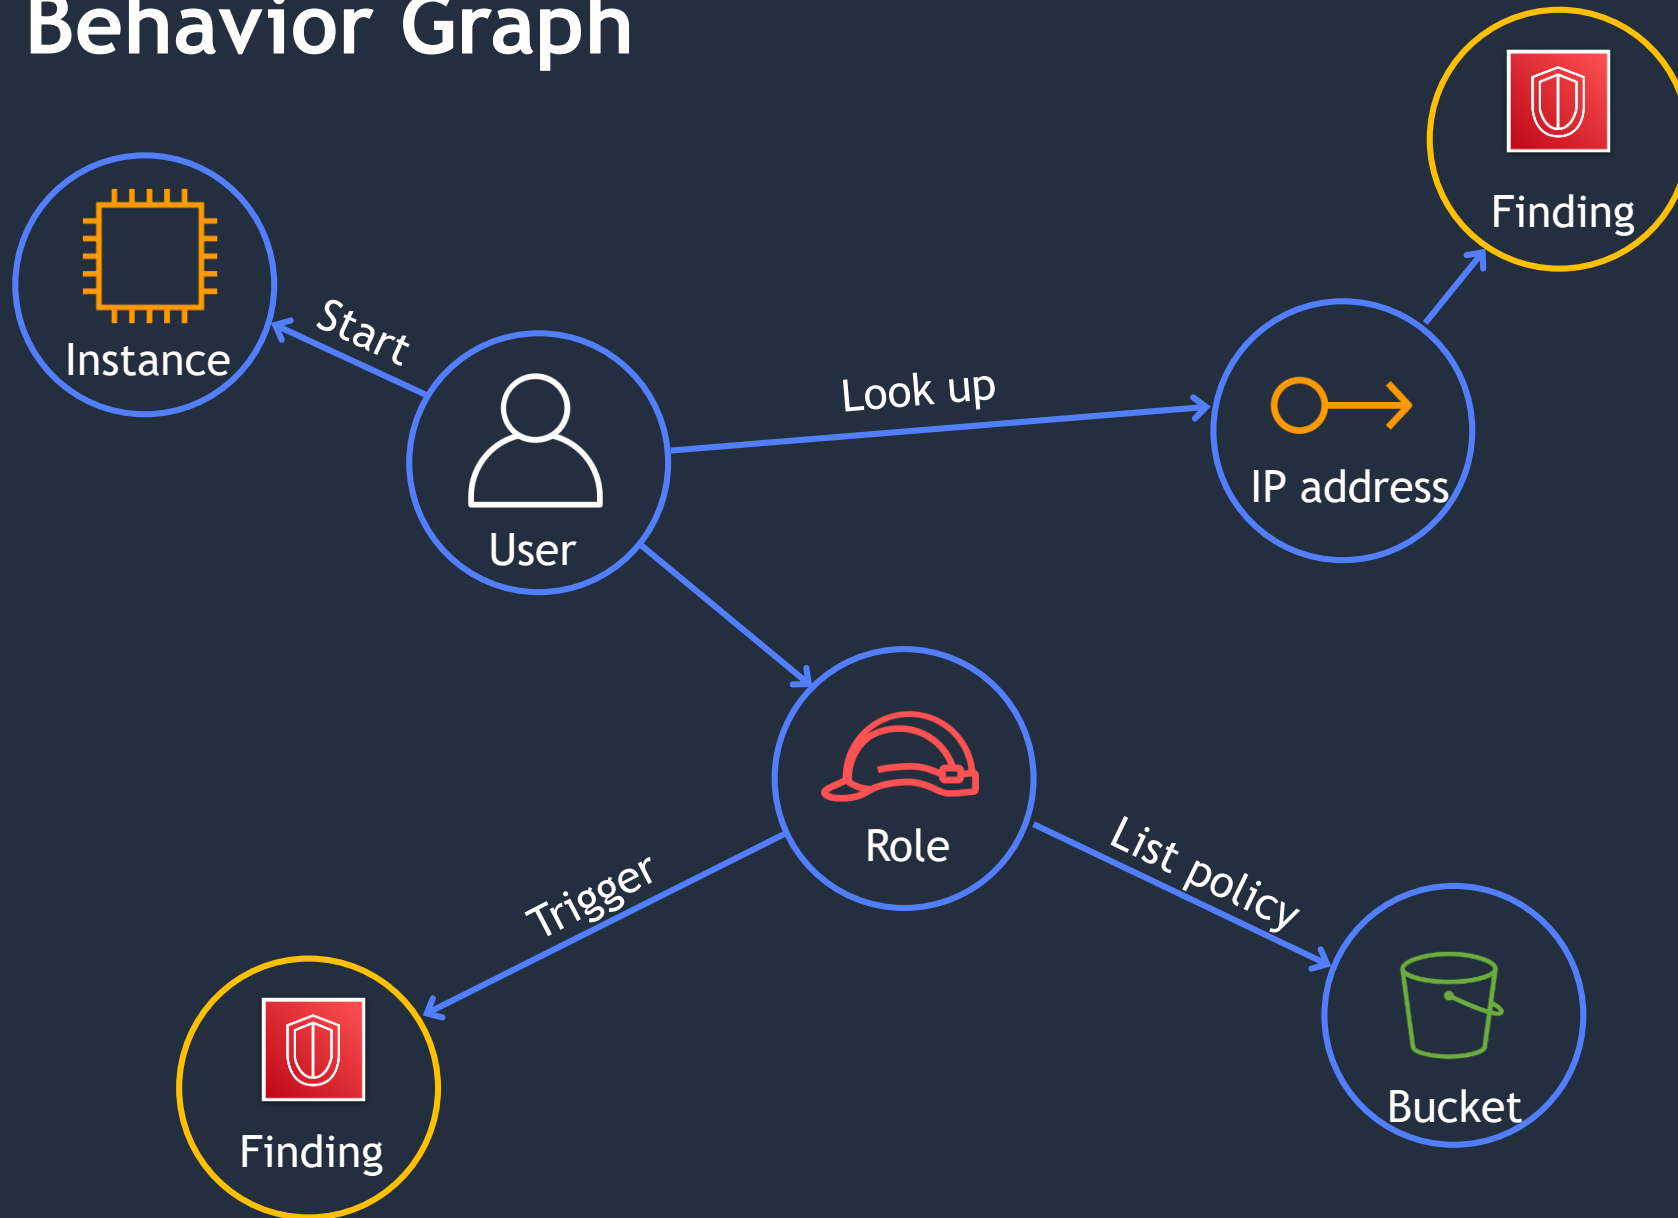 Behavior Graph
Finding
Instance
Start
Look up
IP address
User
Role
List policy
Trigger
Bucket
Finding